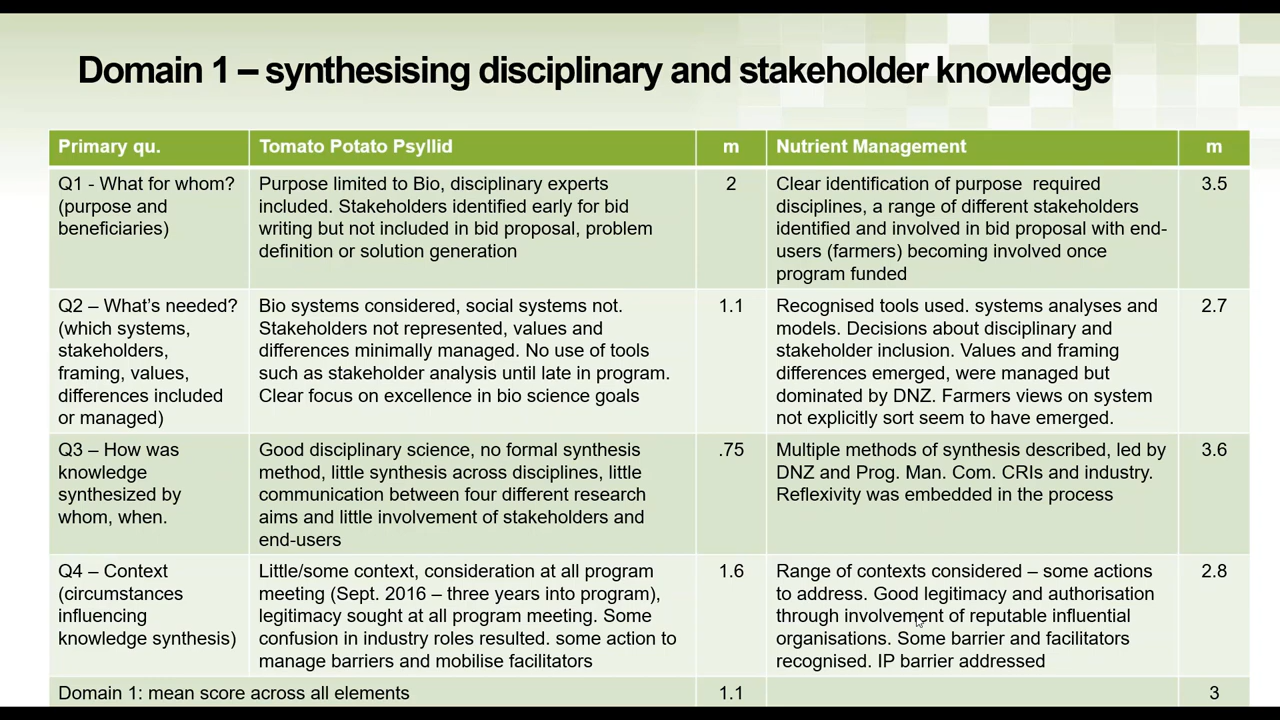 Domain 1 – synthesising disciplinary and stakeholder knowledge
Primary qu.
Tomato Potato Psyllid
m
Nutrient Management
m
Q1 - What for whom?
(purpose and
beneficiaries)
Purpose limited to Bio, disciplinary experts
included. Stakeholders identified early for bid
writing but not included in bid proposal, problem
definition or solution generation
2
Clear identification of purpose  required
disciplines, a range of different stakeholders
identified and involved in bid proposal with end-
users (farmers) becoming involved once
program funded
3.5
Q2 – What’s needed?
(which systems,
stakeholders,
framing, values,
differences included
or managed)
Bio systems considered, social systems not.
Stakeholders not represented, values and
differences minimally managed. No use of tools
such as stakeholder analysis until late in program.
Clear focus on excellence in bio science goals
1.1
Recognised tools used. systems analyses and
models. Decisions about disciplinary and
stakeholder inclusion. Values and framing
differences emerged, were managed but
dominated by DNZ. Farmers views on system
not explicitly sort seem to have emerged.
2.7
Q3 – How was
knowledge
synthesized by
whom, when.
Good disciplinary science, no formal synthesis
method, little synthesis across disciplines, little
communication between four different research
aims and little involvement of stakeholders and
end-users
.75
Multiple methods of synthesis described, led by
DNZ and Prog. Man. Com. CRIs and industry.
Reflexivity was embedded in the process
3.6
Q4 – Context
(circumstances
influencing
knowledge synthesis)
Little/some context, consideration at all program
meeting (Sept. 2016 – three years into program),
legitimacy sought at all program meeting. Some
confusion in industry roles resulted. some action to
manage barriers and mobilise facilitators
1.6
Range of contexts considered – some actions
to address. Good legitimacy and authorisation
through involvement of reputable influential
organisations. Some barrier and facilitators
recognised. IP barrier addressed
2.8
Domain 1: mean score across all elements
1.1
3